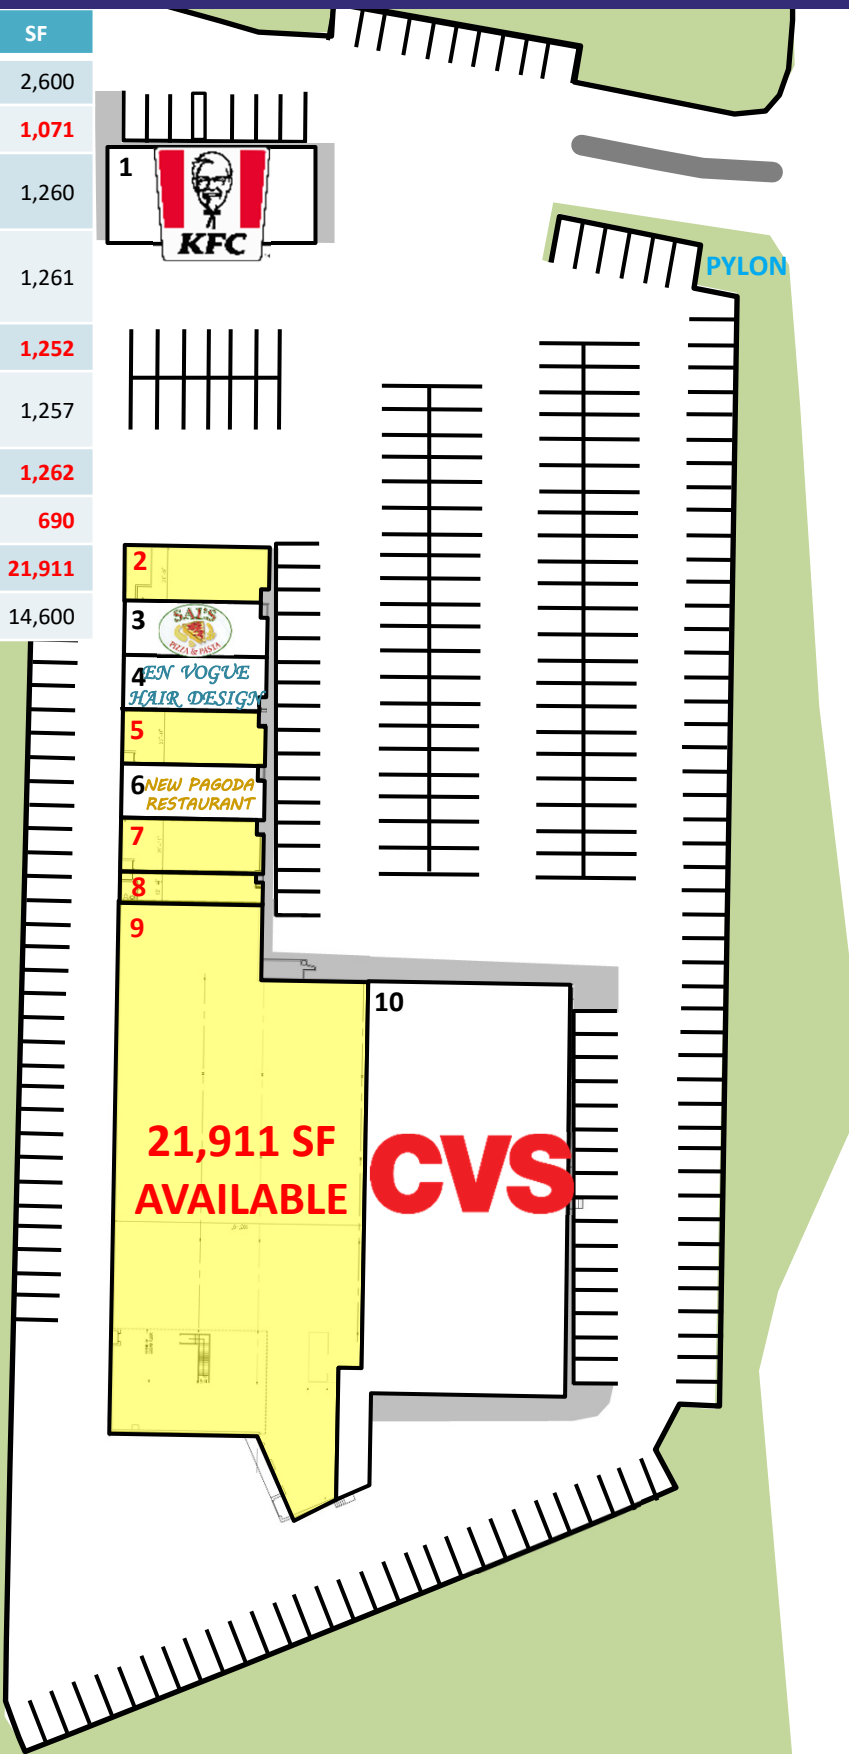 SF
2,600
1,071
1,260
1,261
1,252
1,257
1,262
690
21,911
14,600
1
KFC
PYLON
2
3
SAL'S
PIZZA & PASTA
4
EN VOGUE
HAIR DESIGN
5
6
NEW PAGODA
RESTAURANT
7
8
9
10
21,911 SF
AVAILABLE
CVS